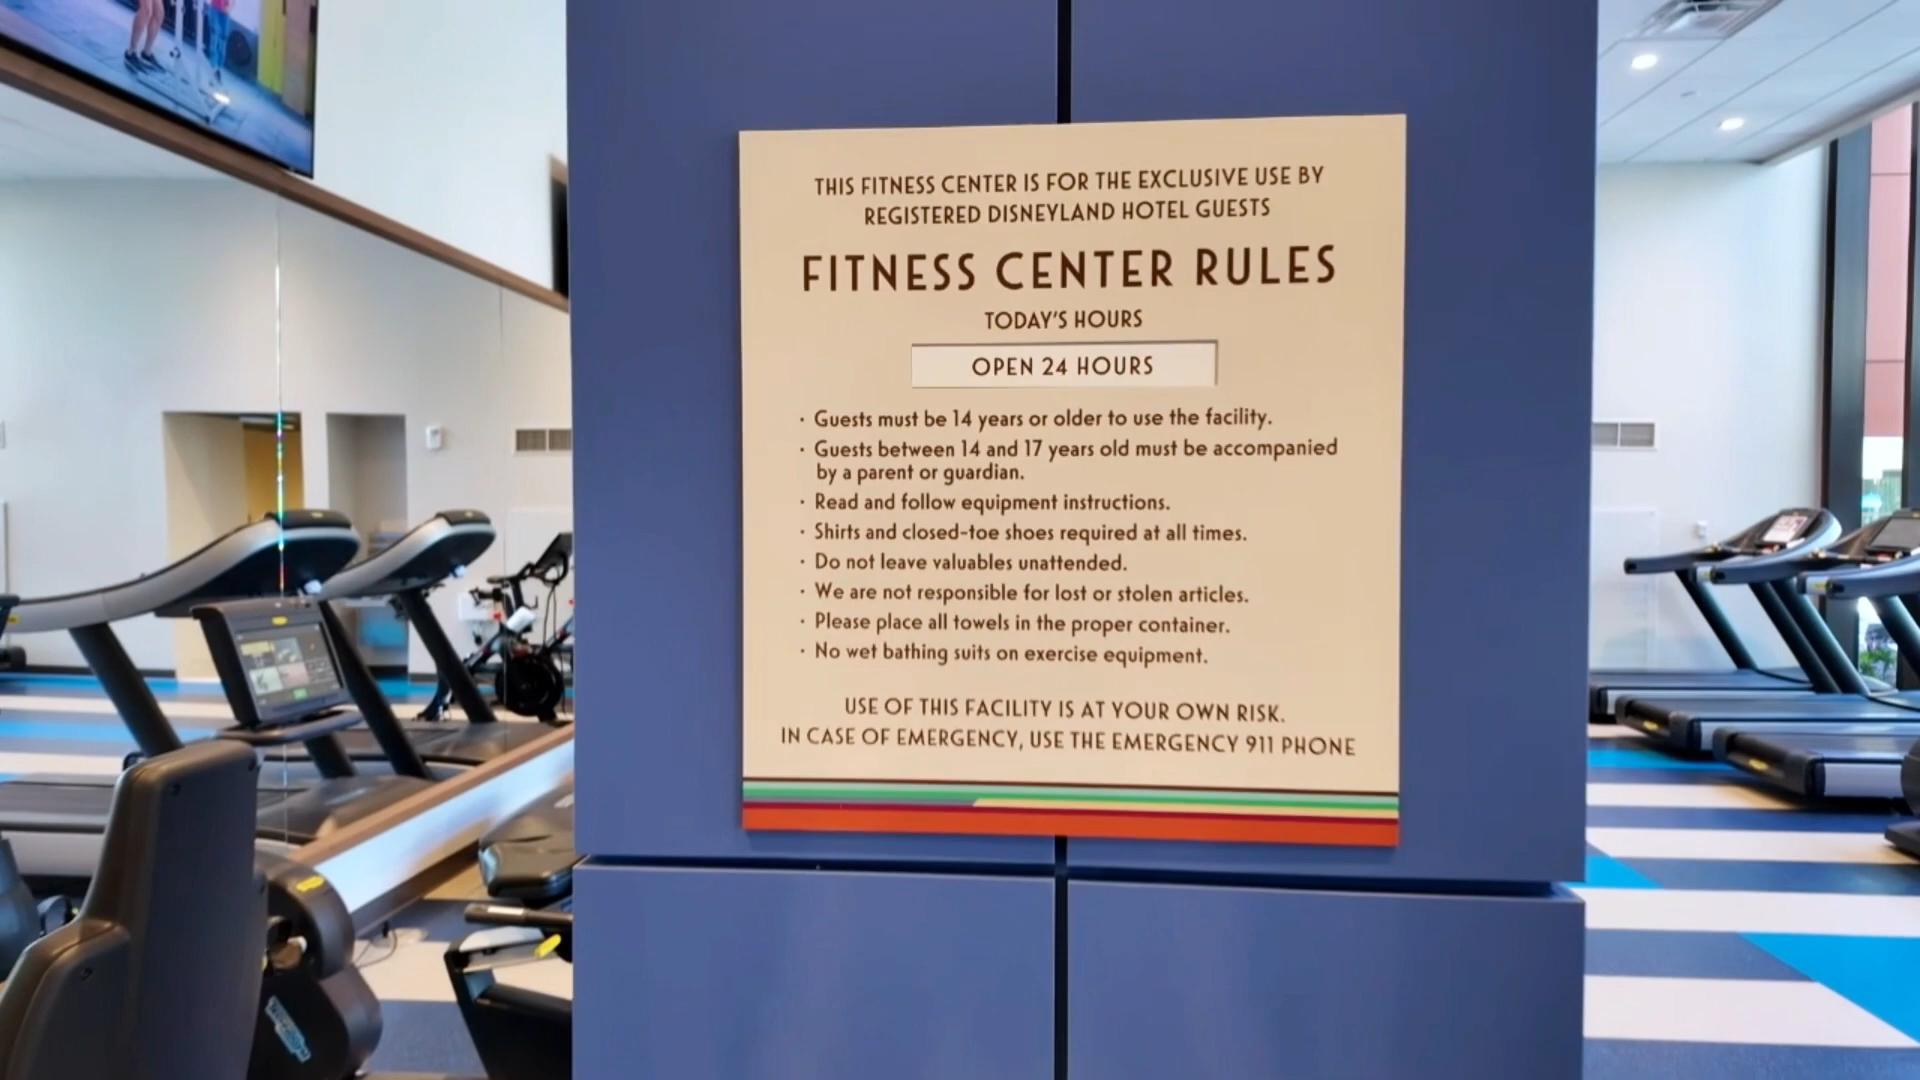 THIS FITNESS CENTER IS FOR THE EXCLUSIVE USE BY
REGISTERED DISNEYLAND HOTEL GUESTS
FITNESS CENTER RULES
TODAY'S HOURS
OPEN 24 HOURS
· Guests must be 14 years or older to use the facility.
· Guests between 14 and 17 years old must be accompanied
by a parent or guardian.
· Read and follow equipment instructions.
· Shirts and closed-toe shoes required at all times.
· Do not leave valuables unattended.
· We are not responsible for lost or stolen articles.
· Please place all towels in the proper container.
· No wet bathing suits on exercise equipment.
USE OF THIS FACILITY IS AT YOUR OWN RISK.
IN CASE OF EMERGENCY, USE THE EMERGENCY 911 PHONE